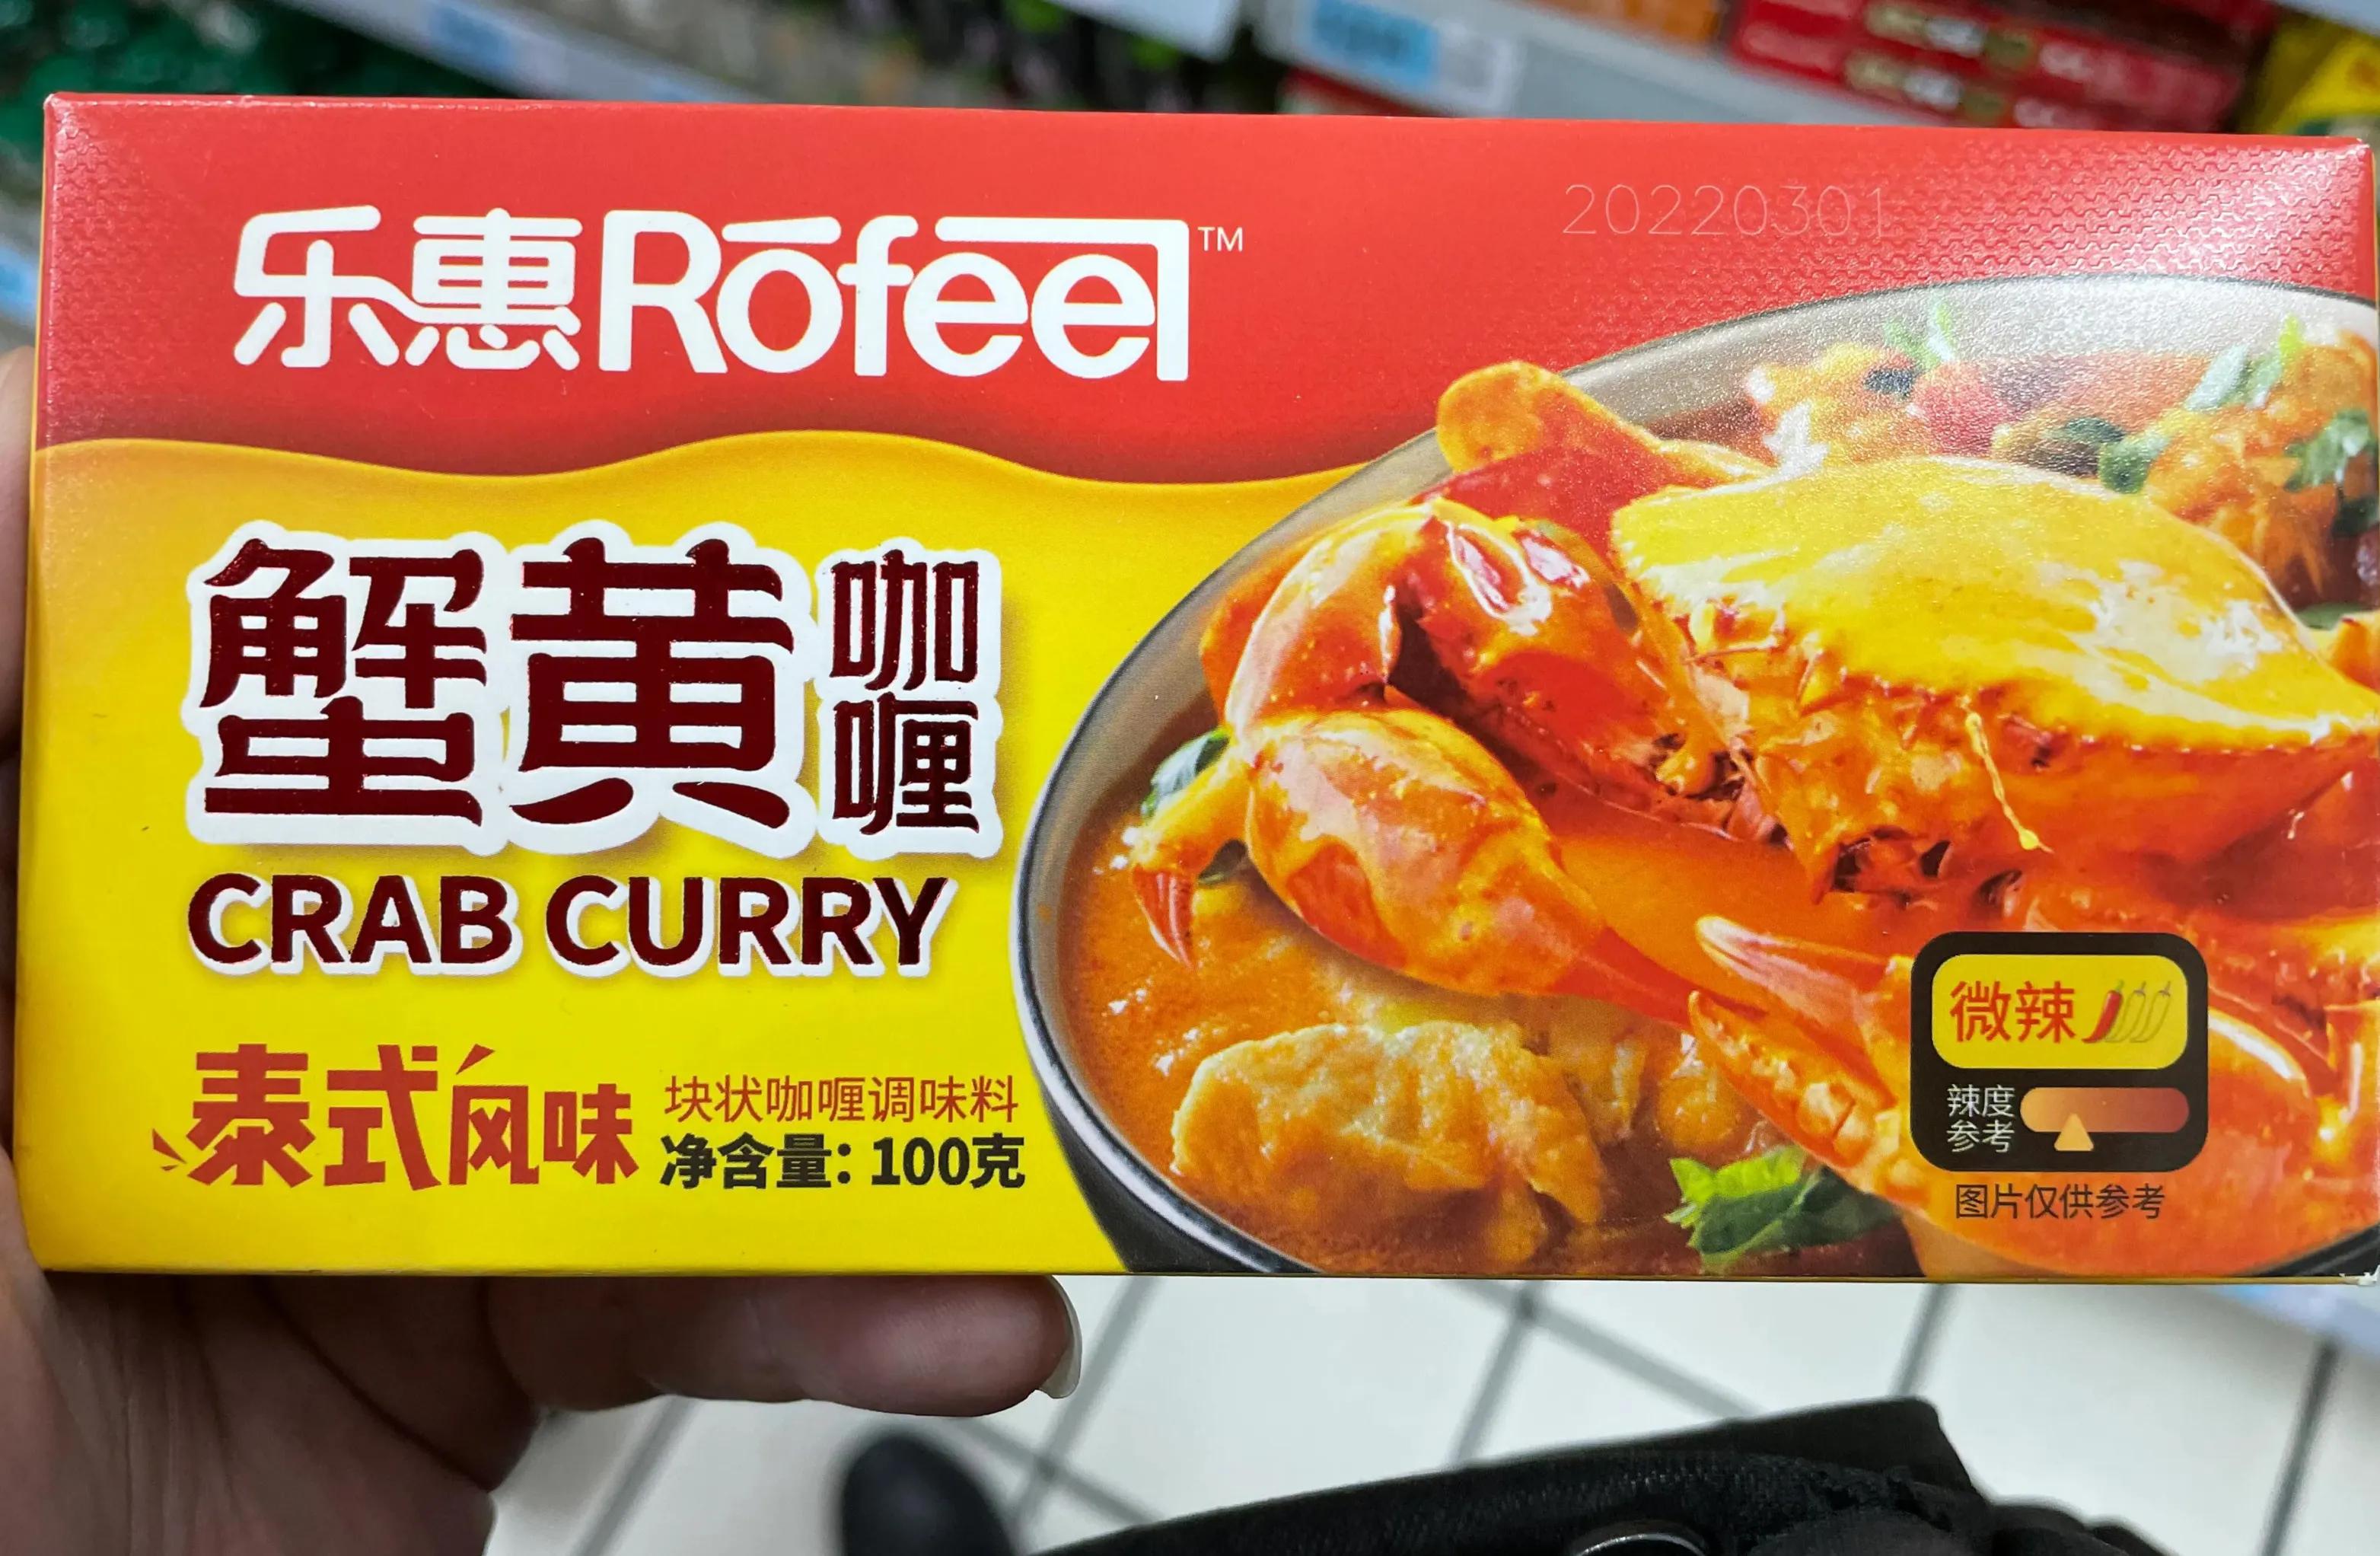 乐惠Rōfeel™
20220301
蟹黄咖喱
CRAB CURRY
泰式风味
块状咖喱调味料
净含量：100克
微辣
辣度
参考
图片仅供参考